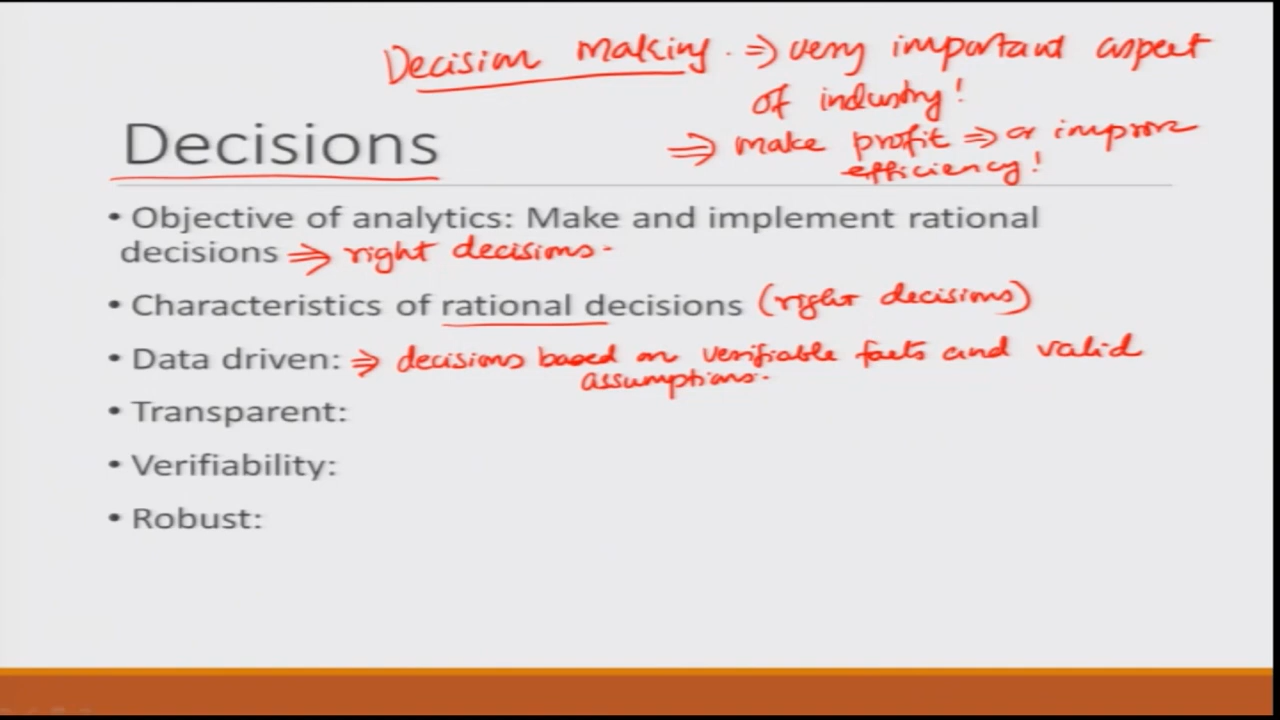 Decision making. ⇒ very important aspect
of industry!
⇒ make profit ⇒ or improve
efficiency!
Decisions
• Objective of analytics: Make and implement rational
decisions ⇒ right decisions.
• Characteristics of rational decisions (right decisions)
• Data driven: ⇒ decisions based on verifiable facts and valid
assumptions.
• Transparent:
• Verifiability:
• Robust: